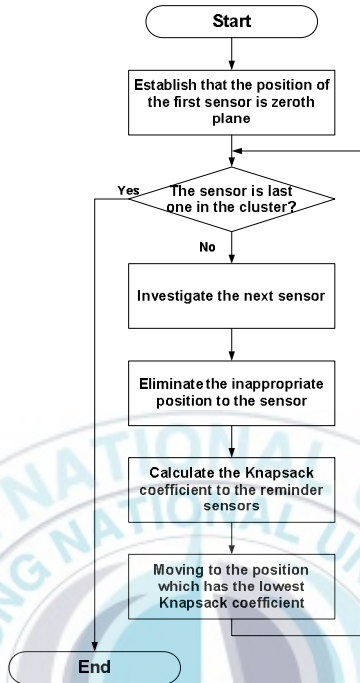 Start
Establish that the position of
the first sensor is zeroth
plane
The sensor is last
one in the cluster?
Yes
No
Investigate the next sensor
Eliminate the inappropriate
position to the sensor
Calculate the Knapsack
coefficient to the reminder
sensors
Moving to the position
which has the lowest
Knapsack coefficient
End
NATIONAL
NATIONAL